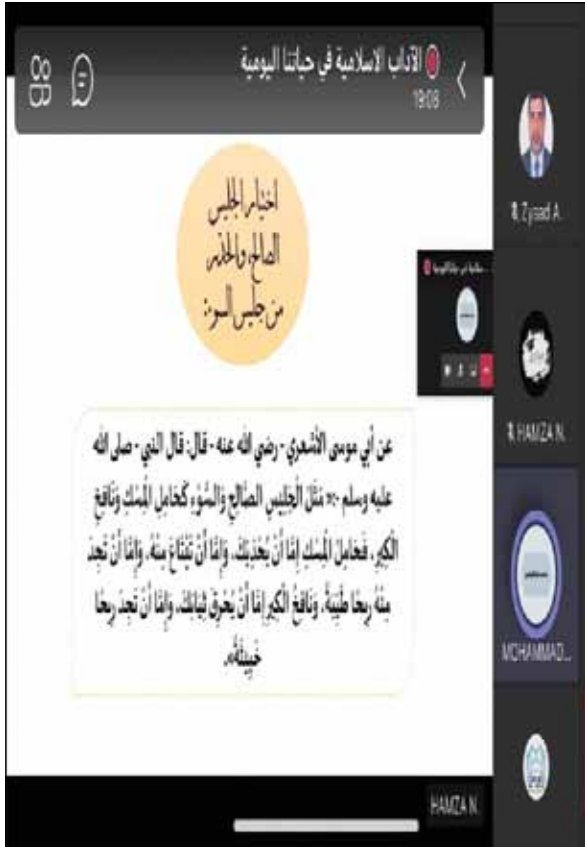 الآداب الاسلامية في حياتنا اليومية
19:08
اختيار الجليس
الصالح والحذر
من جليس السوء:
عن أبي موسى الأشعري - رضي الله عنه - قال: قال النبي - صلى الله
عليه وسلم -:« مَثَلُ الْجَلِيسِ الصَّالِحِ وَالسَّوْءِ كَحَامِلِ الْمِسْكِ وَنَافِخِ
الْكِيرِ، فَحَامِلُ الْمِسْكِ إِمَّا أَنْ يُحْذِيَكَ، وَإِمَّا أَنْ تَبْتَاعَ مِنْهُ، وَإِمَّا أَنْ تَجِدَ
مِنْهُ رِيحًا طَيِّبَةً، وَنَافِخُ الْكِيرِ إِمَّا أَنْ يُحْرِقَ ثِيَابَكَ، وَإِمَّا أَنْ تَجِدَ رِيحًا
خَبِيثَةً».
Zyaad A.
HAMZA N.
MOHAMMAD...
HAMZA N.